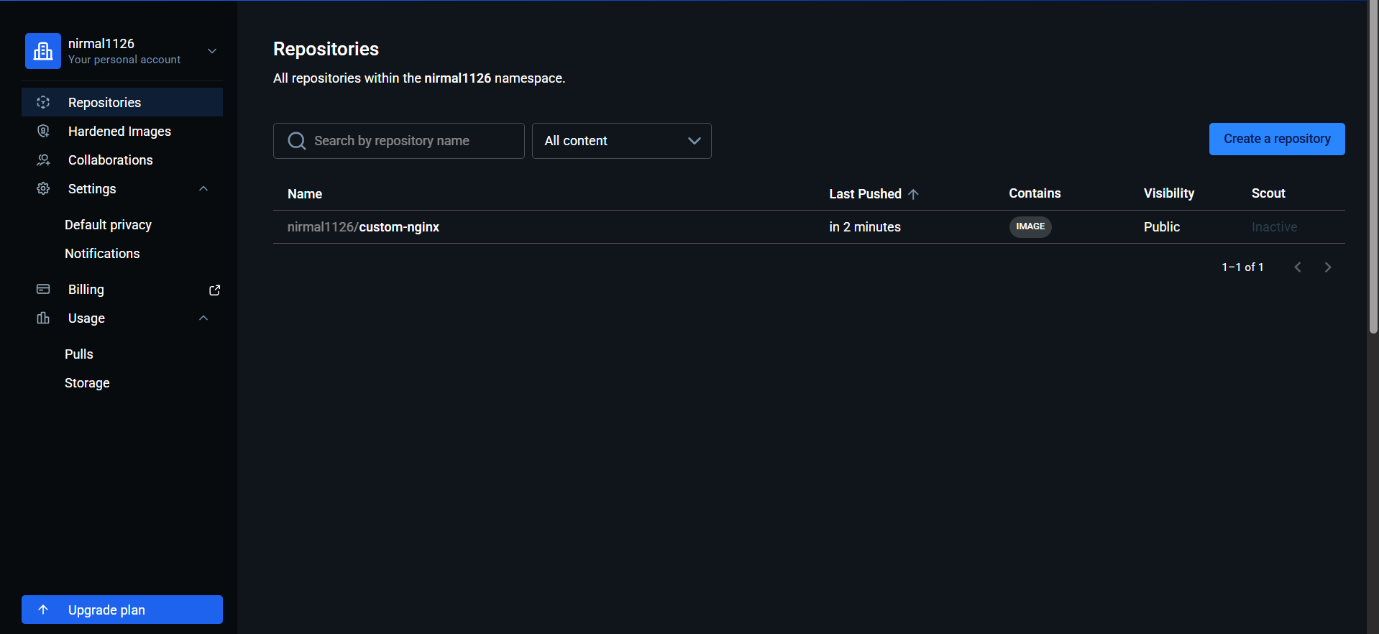 nirmal1126
Your personal account
Repositories
Hardened Images
Collaborations
Settings
Default privacy
Notifications
Billing
Usage
Pulls
Storage
Upgrade plan
Repositories
All repositories within the nirmal1126 namespace.
Search by repository name
All content
Create a repository
Name Last Pushed Contains Visibility Scout
nirmal1126/custom-nginx in 2 minutes IMAGE Public Inactive
1–1 of 1